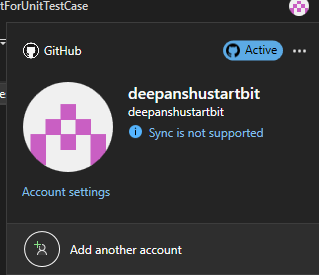 tForUnitTestCase
GitHub
Active
deepanshustartbit
deepanshustartbit
Sync is not supported
Account settings
Add another account